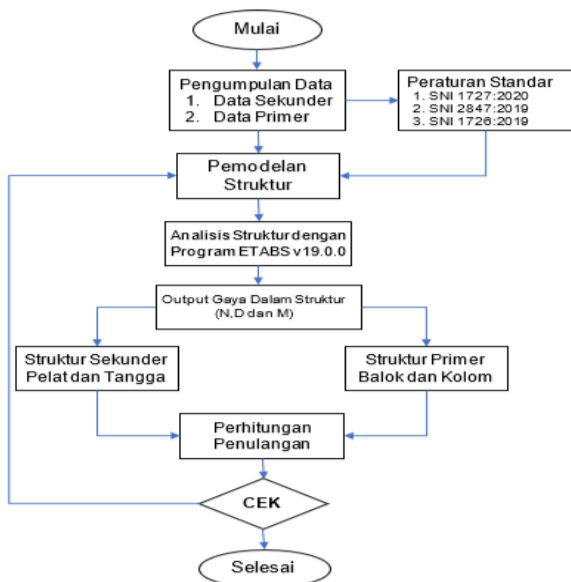 Mulai
Pengumpulan Data
1. Data Sekunder
2. Data Primer
Peraturan Standar
1. SNI 1727:2020
2. SNI 2847:2019
3. SNI 1726:2019
Pemodelan
Struktur
Analisis Struktur dengan
Program ETABS v19.0.0
Output Gaya Dalam Struktur
(N,D dan M)
Struktur Sekunder
Pelat dan Tangga
Struktur Primer
Balok dan Kolom
Perhitungan
Penulangan
CEK
Selesai